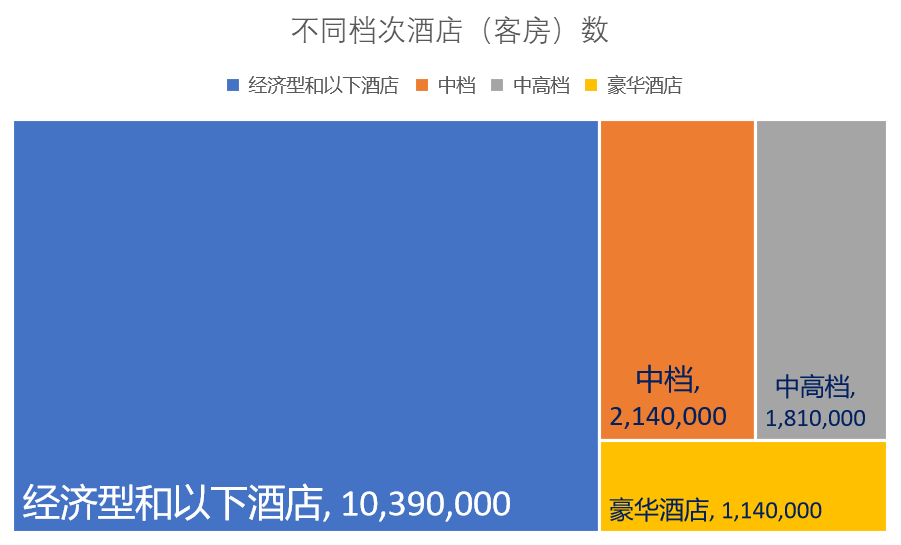 不同档次酒店（客房）数
经济型和以下酒店 中档 中高档 豪华酒店
中档,
2,140,000
中高档,
1,810,000
经济型和以下酒店, 10,390,000
豪华酒店, 1,140,000